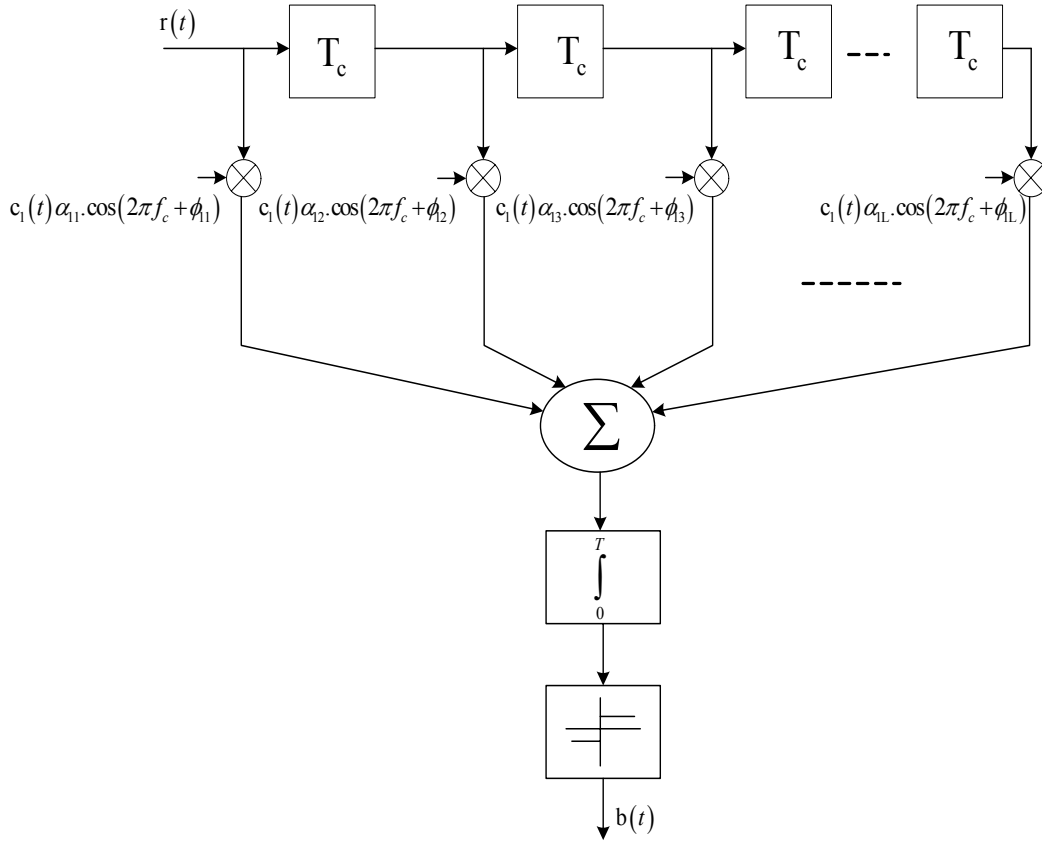 r(t)
T_c
T_c
T_c
T_c
c_1(t)α_11.cos(2πf_c+ϕ_11)
c_1(t)α_12.cos(2πf_c+ϕ_12)
c_1(t)α_13.cos(2πf_c+ϕ_13)
c_1(t)α_1L.cos(2πf_c+ϕ_1L)
∑
T
∫
0
b(t)